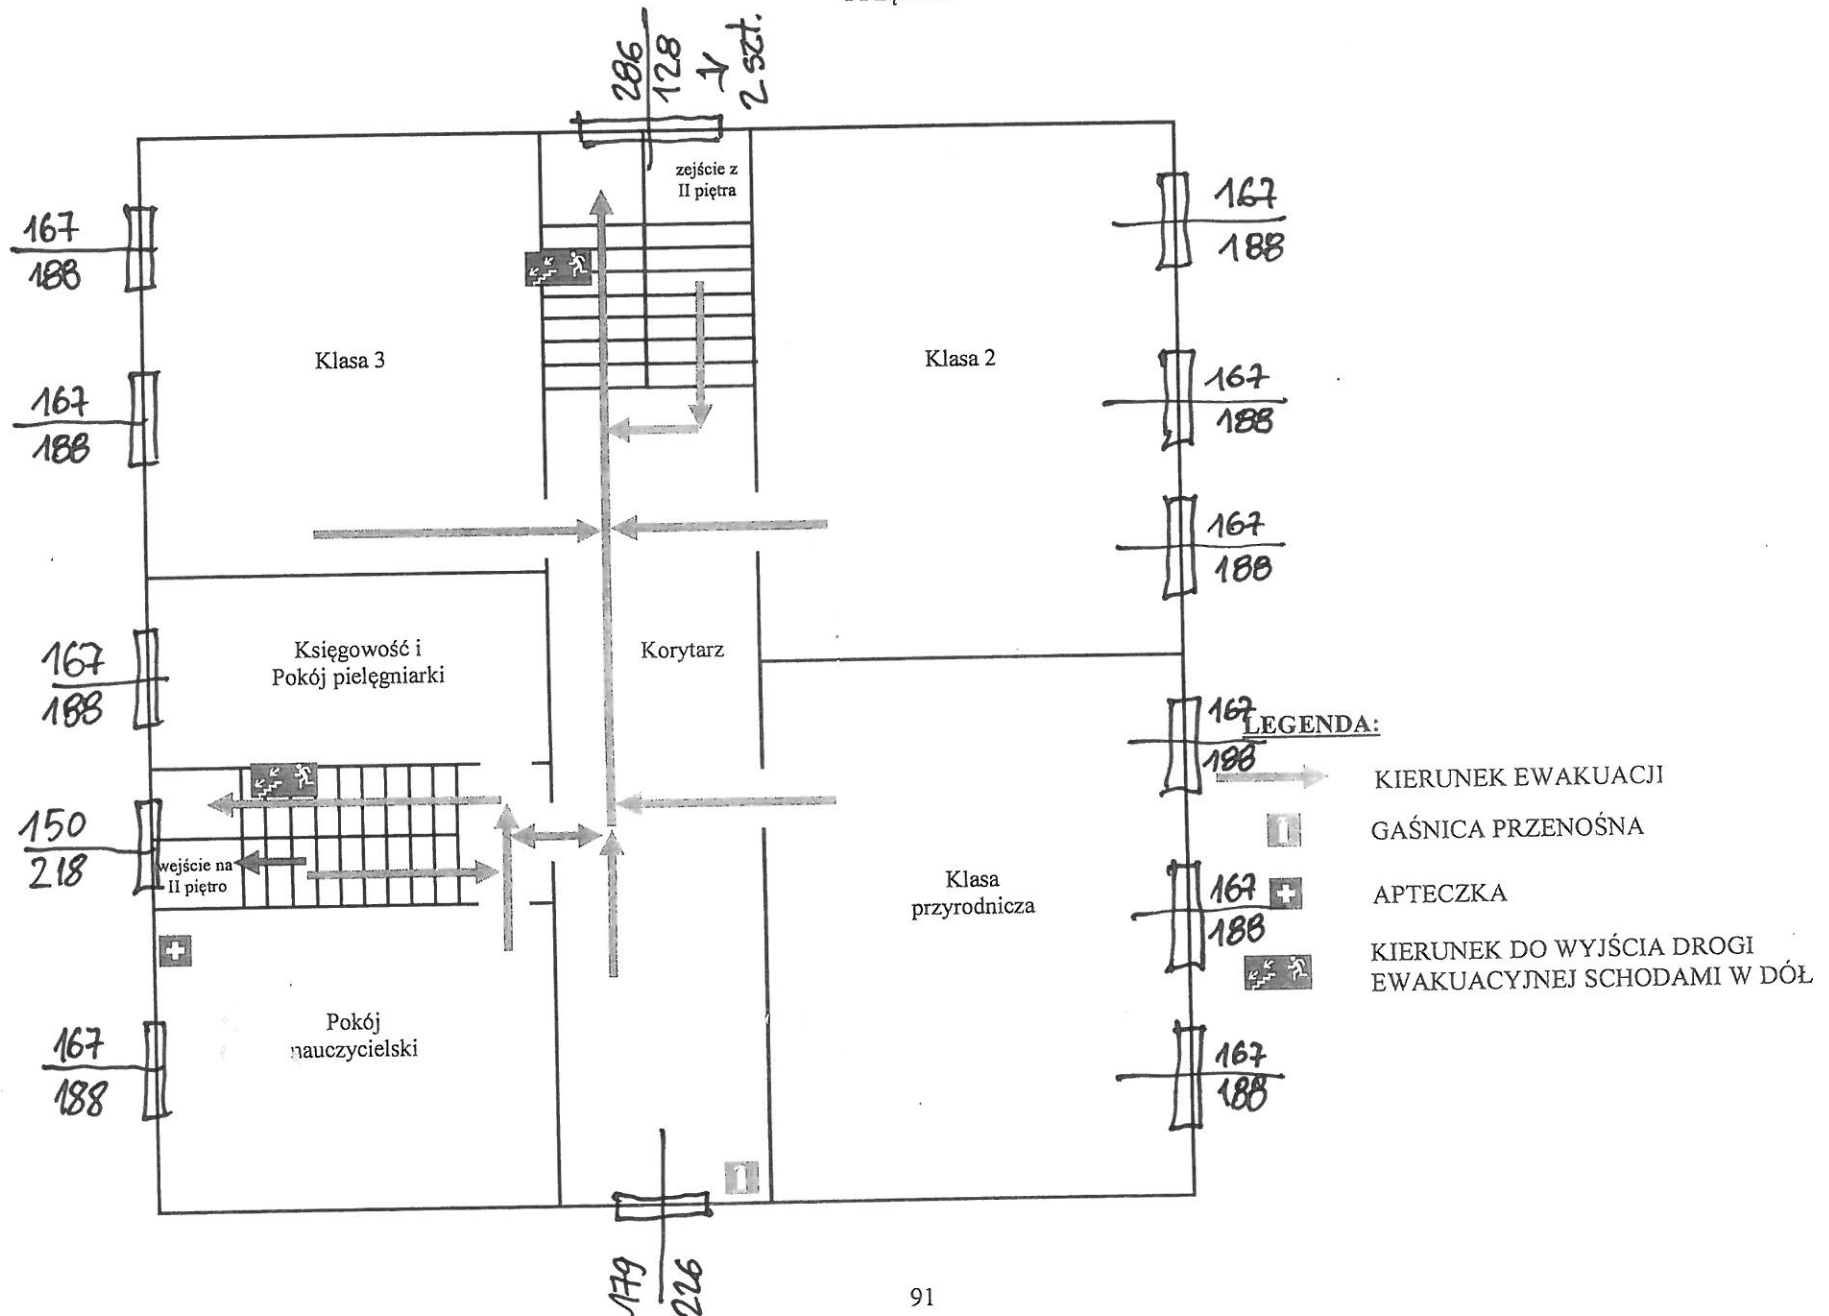 286
128
2 szt.
zejście z
II piętra
167
188
167
188
Klasa 3
Klasa 2
167
188
167
188
167
188
Księgowość i
Pokój pielęgniarki
Korytarz
167
188
167
188
LEGENDA:
KIERUNEK EWAKUACJI
GAŚNICA PRZENOŚNA
150
218
wejście na
II piętro
Klasa
przyrodnicza
167
188
APTECZKA
KIERUNEK DO WYJŚCIA DROGI
EWAKUACYJNEJ SCHODAMI W DÓŁ
Pokój
nauczycielski
167
188
167
188
179
226
91